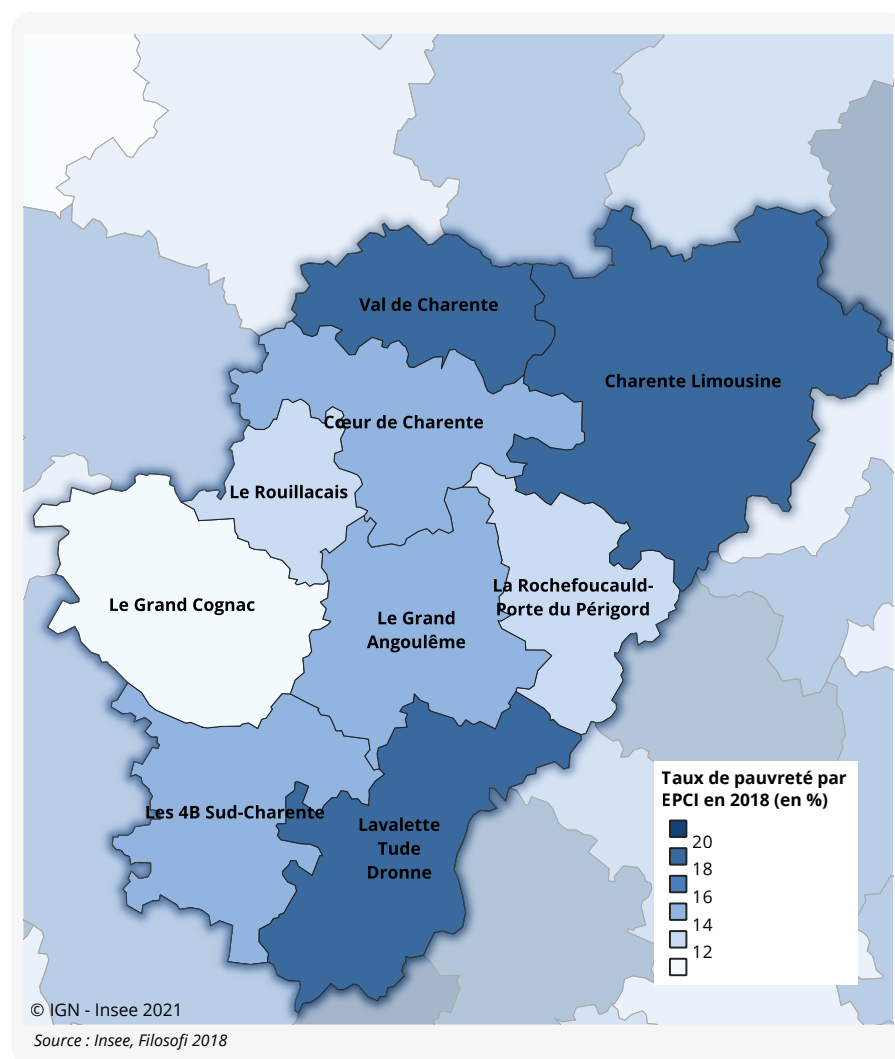 Val de Charente
Charente Limousine
Cœur de Charente
Le Rouillacais
La Rochefoucauld-
Porte du Périgord
Le Grand Cognac
Le Grand
Angoulême
Les 4B Sud-Charente
Lavalette
Tude
Dronne
Taux de pauvreté par
EPCI en 2018 (en %)
20
18
16
14
12
© IGN - Insee 2021
Source : Insee, Filosofi 2018